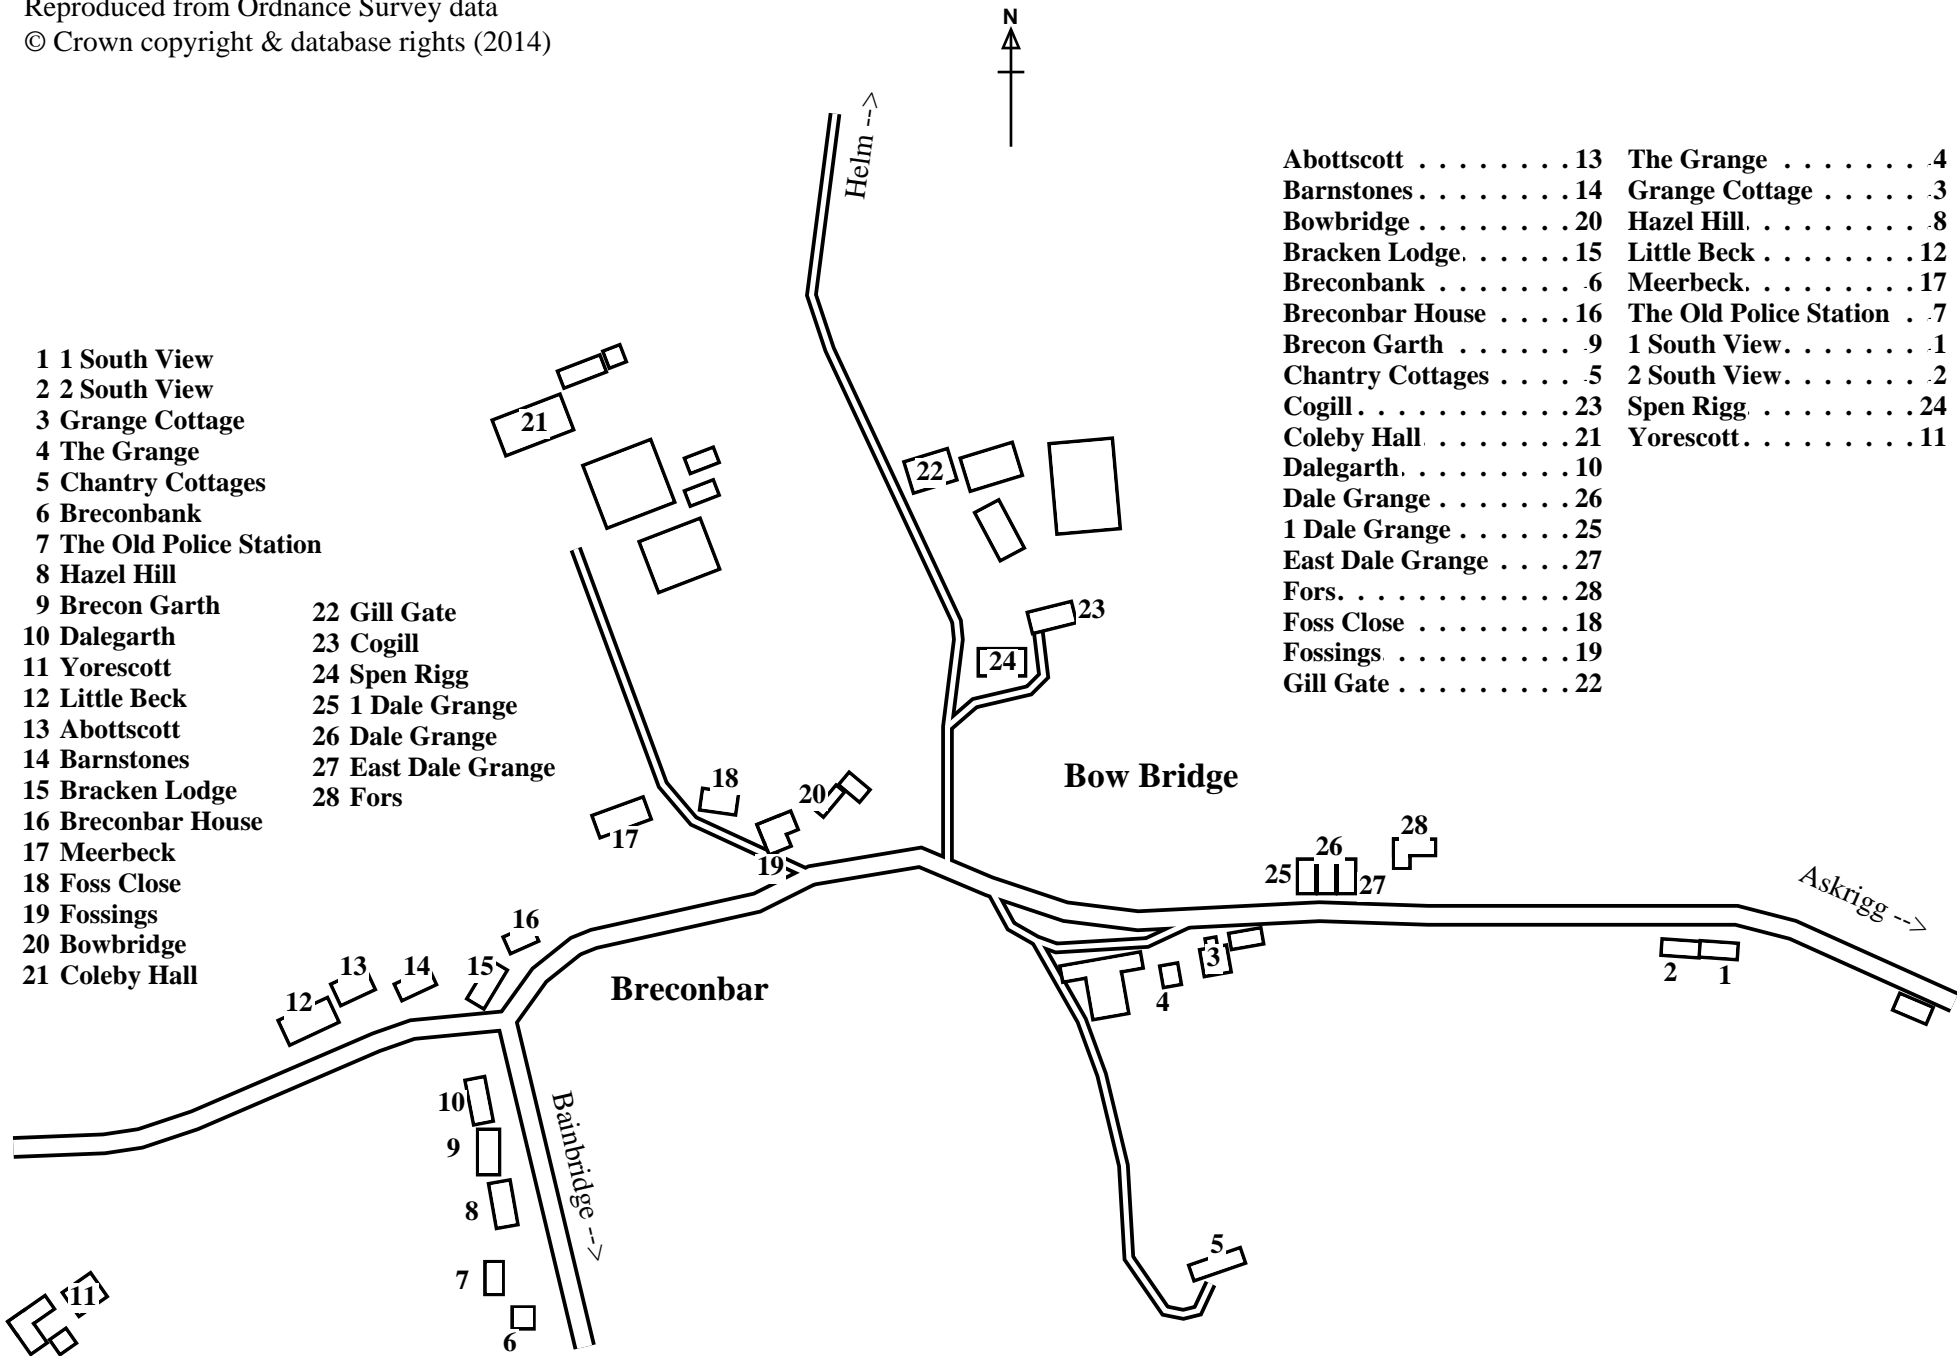 Reproduced from Ordnance Survey data
© Crown copyright & database rights (2014)
N
Helm --->
Abottscott . . . . . . . . 13
Barnstones . . . . . . . . 14
Bowbridge . . . . . . . . 20
Bracken Lodge . . . . . . 15
Breconbank . . . . . . . 6
Breconbar House . . . . 16
Brecon Garth . . . . . . 9
Chantry Cottages . . . . 5
Cogill . . . . . . . . . . 23
Coleby Hall . . . . . . . 21
Dalegarth . . . . . . . . 10
Dale Grange . . . . . . . 26
1 Dale Grange . . . . . . 25
East Dale Grange . . . . 27
Fors . . . . . . . . . . . 28
Foss Close . . . . . . . . 18
Fossings . . . . . . . . . 19
Gill Gate . . . . . . . . . 22
The Grange . . . . . . . 4
Grange Cottage . . . . . 3
Hazel Hill . . . . . . . . 8
Little Beck . . . . . . . . 12
Meerbeck . . . . . . . . . 17
The Old Police Station . 7
1 South View . . . . . . . 1
2 South View . . . . . . . 2
Spen Rigg . . . . . . . . 24
Yorescott . . . . . . . . . 11
1 1 South View
2 2 South View
3 Grange Cottage
4 The Grange
5 Chantry Cottages
6 Breconbank
7 The Old Police Station
8 Hazel Hill
9 Brecon Garth
10 Dalegarth
11 Yorescott
12 Little Beck
13 Abottscott
14 Barnstones
15 Bracken Lodge
16 Breconbar House
17 Meerbeck
18 Foss Close
19 Fossings
20 Bowbridge
21 Coleby Hall
22 Gill Gate
23 Cogill
24 Spen Rigg
25 1 Dale Grange
26 Dale Grange
27 East Dale Grange
28 Fors
21
22
23
24
Bow Bridge
18
20
17
19
28
26
25
27
Askrigg -->
16
13
14
15
12
Breconbar
3
4
2
1
10
9
8
7
6
Bainbridge --->
5
11